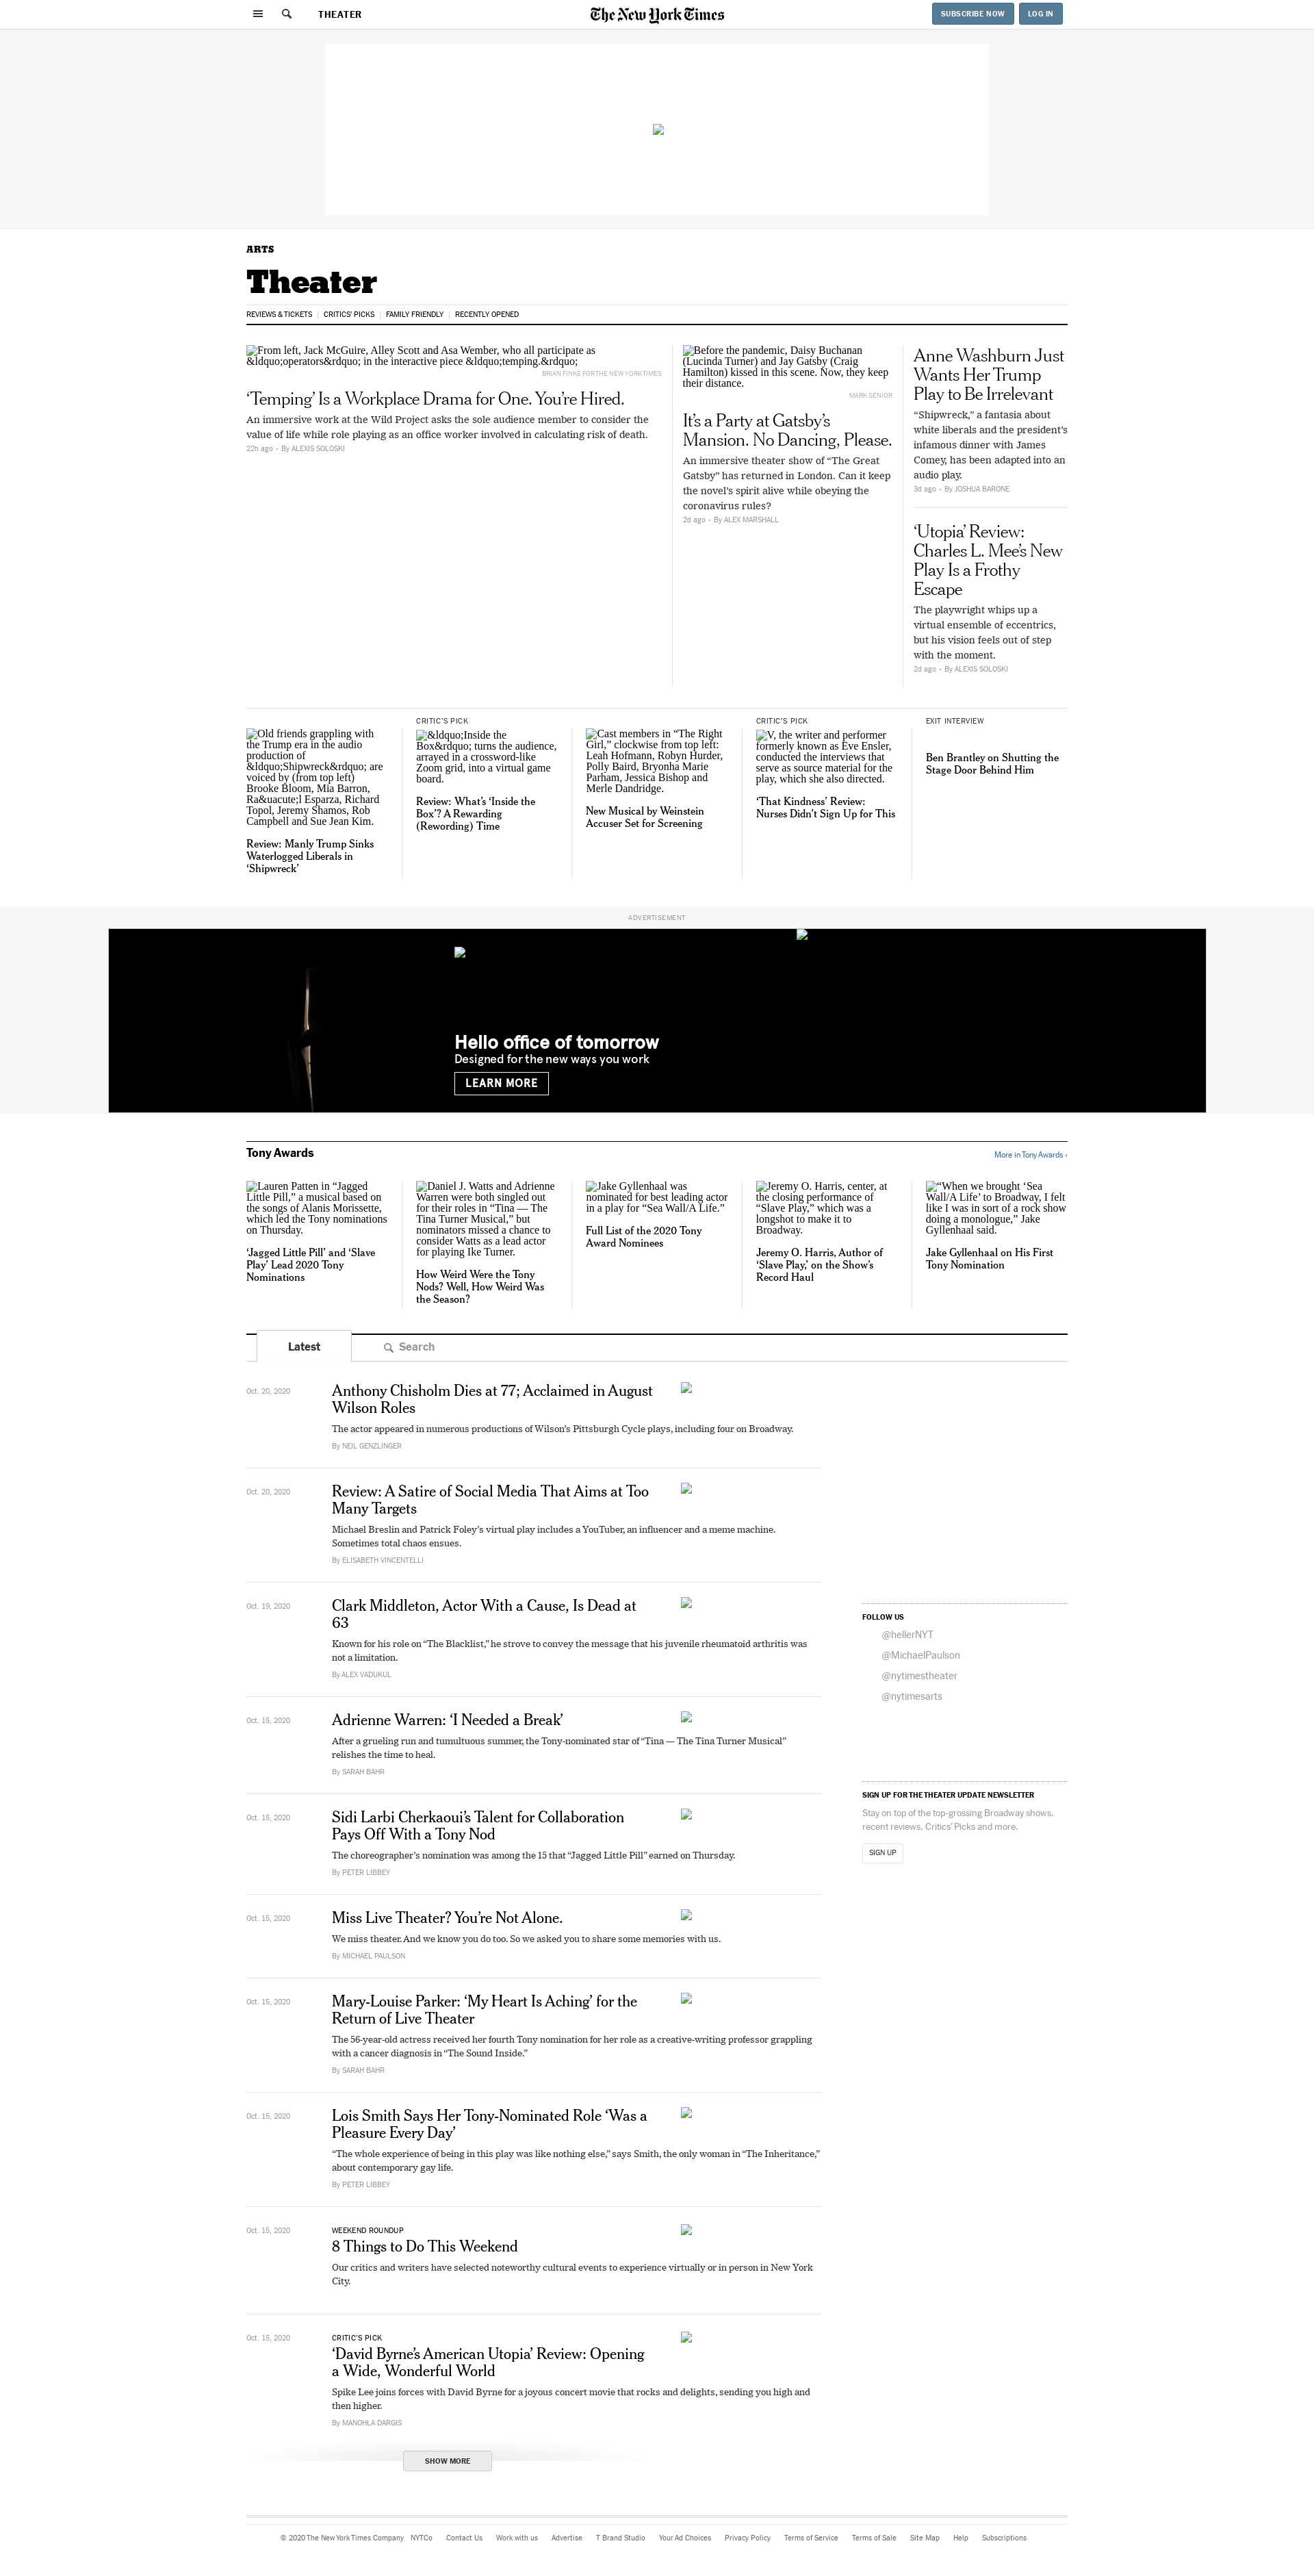 THEATER
The New York Times
SUBSCRIBE NOW
LOG IN
ARTS
Theater
REVIEWS & TICKETS | CRITICS' PICKS | FAMILY FRIENDLY | RECENTLY OPENED
From left, Jack McGuire, Alley Scott and Asa Wember, who all participate as
&ldquo;operators&rdquo; in the interactive piece &ldquo;temping.&rdquo;
BRIAN FINKE FOR THE NEW YORK TIMES
‘Temping’ Is a Workplace Drama for One. You’re Hired.
An immersive work at the Wild Project asks the sole audience member to consider the
value of life while role playing as an office worker involved in calculating risk of death.
22h ago • By ALEXIS SOLOSKI
Before the pandemic, Daisy Buchanan
(Lucinda Turner) and Jay Gatsby (Craig
Hamilton) kissed in this scene. Now, they keep
their distance.
MARK SENIOR
It’s a Party at Gatsby’s
Mansion. No Dancing, Please.
An immersive theater show of “The Great
Gatsby” has returned in London. Can it keep
the novel’s spirit alive while obeying the
coronavirus rules?
2d ago • By ALEX MARSHALL
Anne Washburn Just
Wants Her Trump
Play to Be Irrelevant
“Shipwreck,” a fantasia about
white liberals and the president’s
infamous dinner with James
Comey, has been adapted into an
audio play.
3d ago • By JOSHUA BARONE
‘Utopia’ Review:
Charles L. Mee’s New
Play Is a Frothy
Escape
The playwright whips up a
virtual ensemble of eccentrics,
but his vision feels out of step
with the moment.
2d ago • By ALEXIS SOLOSKI
Old friends grappling with
the Trump era in the audio
production of
&ldquo;Shipwreck&rdquo; are
voiced by (from top left)
Brooke Bloom, Mia Barron,
Ra&uacute;l Esparza, Richard
Topol, Jeremy Shamos, Rob
Campbell and Sue Jean Kim.
Review: Manly Trump Sinks
Waterlogged Liberals in
‘Shipwreck’
CRITIC’S PICK
&ldquo;Inside the
Box&rdquo; turns the audience,
arrayed in a crossword-like
Zoom grid, into a virtual game
board.
Review: What’s ‘Inside the
Box’? A Rewarding
(Rewording) Time
Cast members in “The Right
Girl,” clockwise from top left:
Leah Hofmann, Robyn Hurder,
Polly Baird, Bryonha Marie
Parham, Jessica Bishop and
Merle Dandridge.
New Musical by Weinstein
Accuser Set for Screening
CRITIC’S PICK
V, the writer and performer
formerly known as Eve Ensler,
conducted the interviews that
serve as source material for the
play, which she also directed.
‘That Kindness’ Review:
Nurses Didn’t Sign Up for This
EXIT INTERVIEW
Ben Brantley on Shutting the
Stage Door Behind Him
ADVERTISEMENT
Hello office of tomorrow
Designed for the new ways you work
LEARN MORE
Tony Awards
More in Tony Awards ›
Lauren Patten in “Jagged
Little Pill,” a musical based on
the songs of Alanis Morissette,
which led the Tony nominations
on Thursday.
‘Jagged Little Pill’ and ‘Slave
Play’ Lead 2020 Tony
Nominations
Daniel J. Watts and Adrienne
Warren were both singled out
for their roles in “Tina — The
Tina Turner Musical,” but
nominators missed a chance to
consider Watts as a lead actor
for playing Ike Turner.
How Weird Were the Tony
Nods? Well, How Weird Was
the Season?
Jake Gyllenhaal was
nominated for best leading actor
in a play for “Sea Wall/A Life.”
Full List of the 2020 Tony
Award Nominees
Jeremy O. Harris, center, at
the closing performance of
“Slave Play,” which was a
longshot to make it to
Broadway.
Jeremy O. Harris, Author of
‘Slave Play,’ on the Show’s
Record Haul
“When we brought ‘Sea
Wall/A Life’ to Broadway, I felt
like I was in sort of a rock show
doing a monologue,” Jake
Gyllenhaal said.
Jake Gyllenhaal on His First
Tony Nomination
Latest
Search
Oct. 20, 2020
Anthony Chisholm Dies at 77; Acclaimed in August
Wilson Roles
The actor appeared in numerous productions of Wilson’s Pittsburgh Cycle plays, including four on Broadway.
By NEIL GENZLINGER
Oct. 20, 2020
Review: A Satire of Social Media That Aims at Too
Many Targets
Michael Breslin and Patrick Foley’s virtual play includes a YouTuber, an influencer and a meme machine.
Sometimes total chaos ensues.
By ELISABETH VINCENTELLI
Oct. 19, 2020
Clark Middleton, Actor With a Cause, Is Dead at
63
Known for his role on “The Blacklist,” he strove to convey the message that his juvenile rheumatoid arthritis was
not a limitation.
By ALEX VADUKUL
Oct. 15, 2020
Adrienne Warren: ‘I Needed a Break’
After a grueling run and tumultuous summer, the Tony-nominated star of “Tina — The Tina Turner Musical”
relishes the time to heal.
By SARAH BAHR
Oct. 15, 2020
Sidi Larbi Cherkaoui’s Talent for Collaboration
Pays Off With a Tony Nod
The choreographer’s nomination was among the 15 that “Jagged Little Pill” earned on Thursday.
By PETER LIBBEY
Oct. 15, 2020
Miss Live Theater? You’re Not Alone.
We miss theater. And we know you do too. So we asked you to share some memories with us.
By MICHAEL PAULSON
Oct. 15, 2020
Mary-Louise Parker: ‘My Heart Is Aching’ for the
Return of Live Theater
The 56-year-old actress received her fourth Tony nomination for her role as a creative-writing professor grappling
with a cancer diagnosis in “The Sound Inside.”
By SARAH BAHR
Oct. 15, 2020
Lois Smith Says Her Tony-Nominated Role ‘Was a
Pleasure Every Day’
“The whole experience of being in this play was like nothing else,” says Smith, the only woman in “The Inheritance,”
about contemporary gay life.
By PETER LIBBEY
Oct. 15, 2020
WEEKEND ROUNDUP
8 Things to Do This Weekend
Our critics and writers have selected noteworthy cultural events to experience virtually or in person in New York
City.
Oct. 15, 2020
CRITIC’S PICK
‘David Byrne’s American Utopia’ Review: Opening
a Wide, Wonderful World
Spike Lee joins forces with David Byrne for a joyous concert movie that rocks and delights, sending you high and
then higher.
By MANOHLA DARGIS
SHOW MORE
FOLLOW US
@hellerNYT
@MichaelPaulson
@nytimestheater
@nytimesarts
SIGN UP FOR THE THEATER UPDATE NEWSLETTER
Stay on top of the top-grossing Broadway shows,
recent reviews, Critics’ Picks and more.
SIGN UP
© 2020 The New York Times Company NYTCo Contact Us Work with us Advertise T Brand Studio Your Ad Choices Privacy Policy Terms of Service Terms of Sale Site Map Help Subscriptions